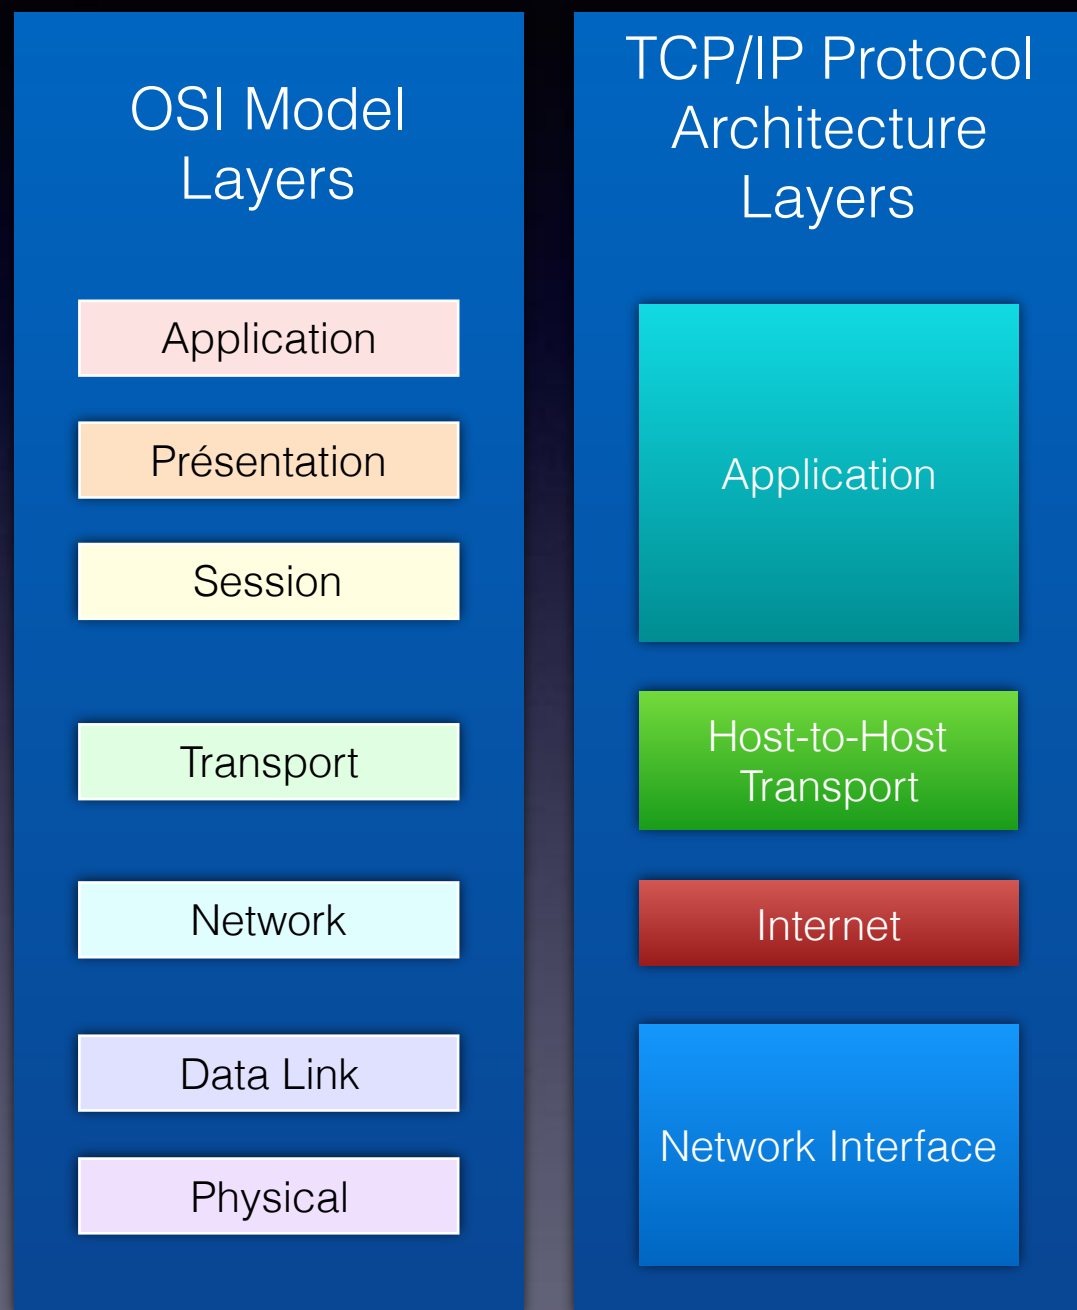 OSI Model
Layers
Application
Présentation
Session
Transport
Network
Data Link
Physical
TCP/IP Protocol
Architecture
Layers
Application
Host-to-Host
Transport
Internet
Network Interface